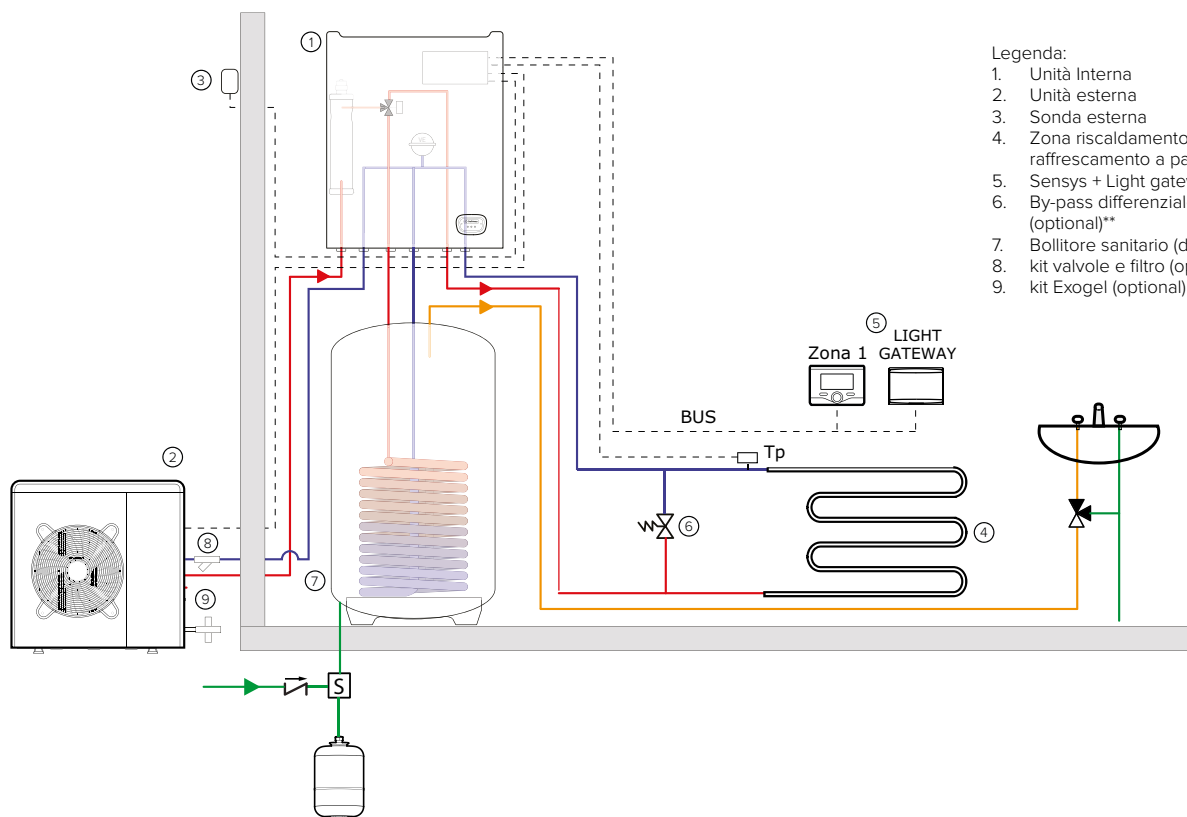 1
3
Legenda:
1. Unità Interna
2. Unità esterna
3. Sonda esterna
4. Zona riscaldamento
raffrescamento a pa
5. Sensys + Light gatew
6. By-pass differenzial
(optional)**
7. Bollitore sanitario (d
8. kit valvole e filtro (op
9. kit Exogel (optional)
5
Zona 1
LIGHT
GATEWAY
BUS
Tp
2
6
4
8
7
9
S